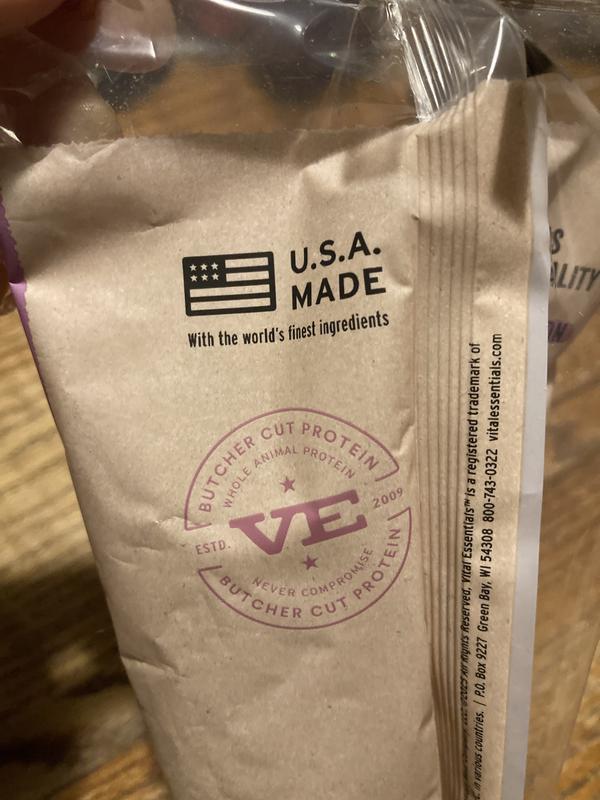 U.S.A.
MADE
With the world's finest ingredients
BUTCHER CUT PROTEIN
WHOLE ANIMAL PROTEIN
ESTD.
VE
2009
NEVER COMPROMISE
BUTCHER CUT PROTEIN
All Rights Reserved, Vital Essentials™ is a registered trademark of
in various countries. | P.O. Box 9227 Green Bay, WI 54308 800-743-0322 vitalessentials.com